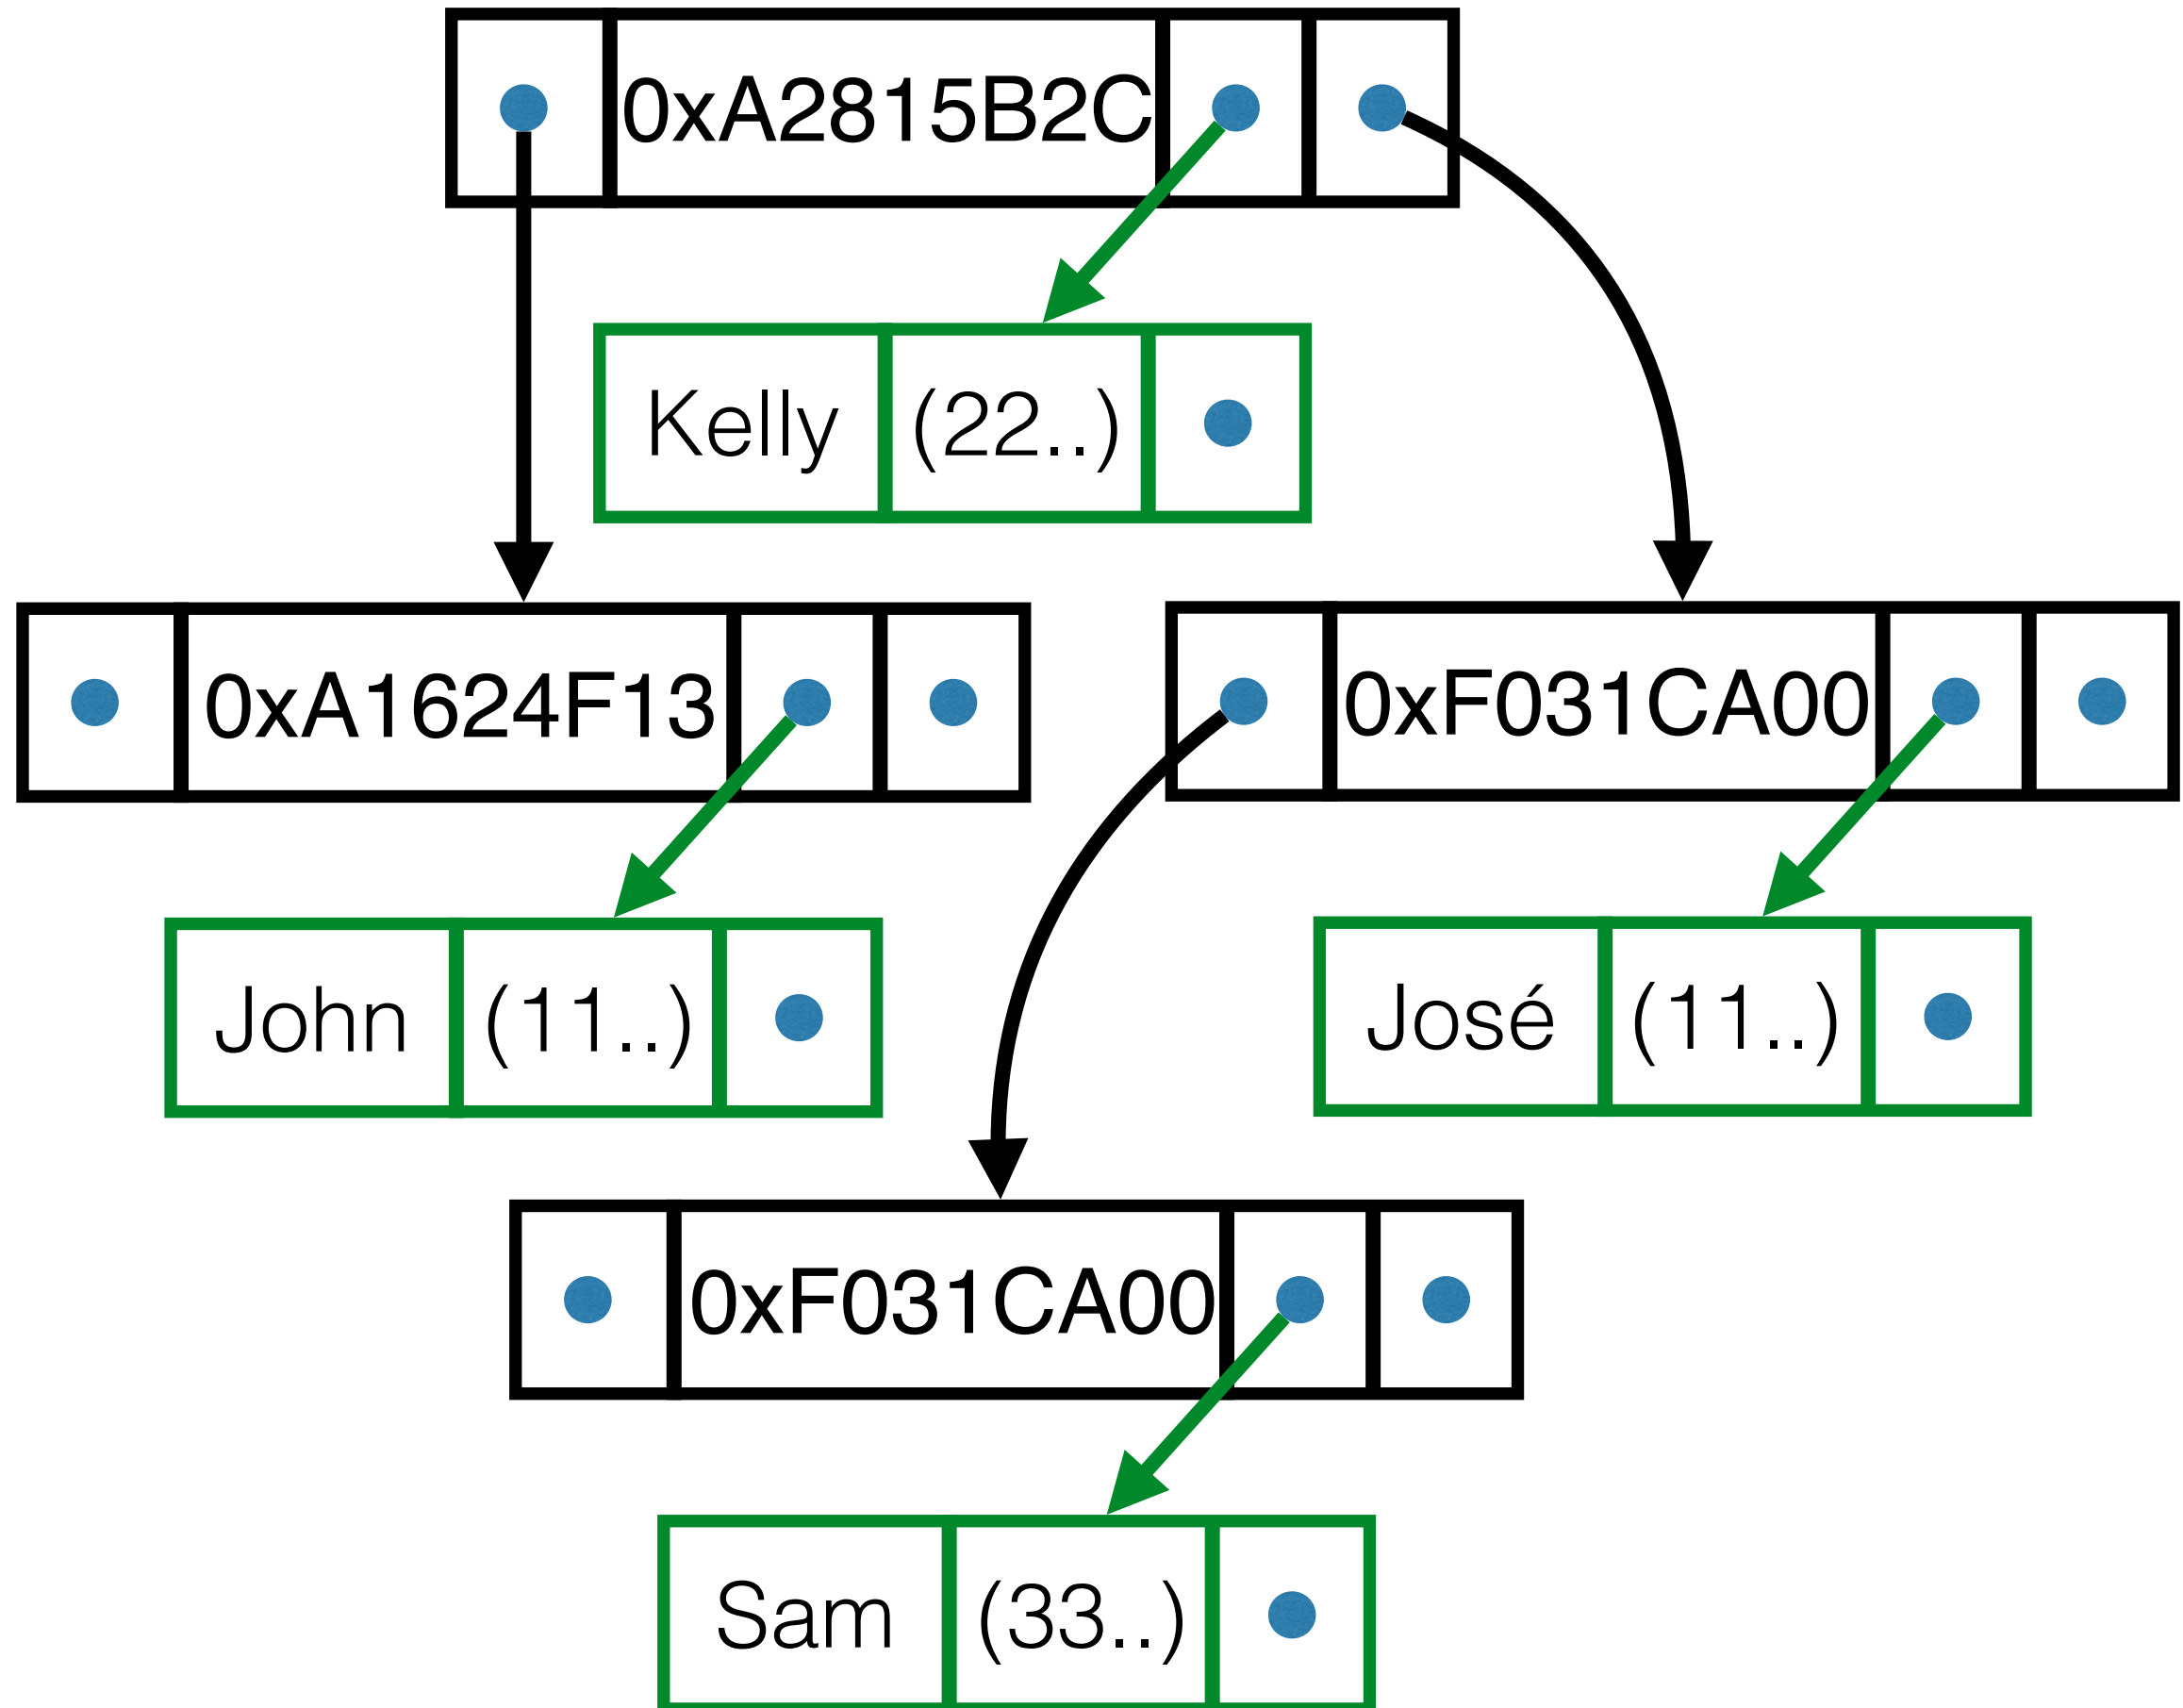 0xA2815B2C
Kelly (22..)
0xA1624F13
0xF031CA00
John (11..)
José (11..)
0xF031CA00
Sam (33..)